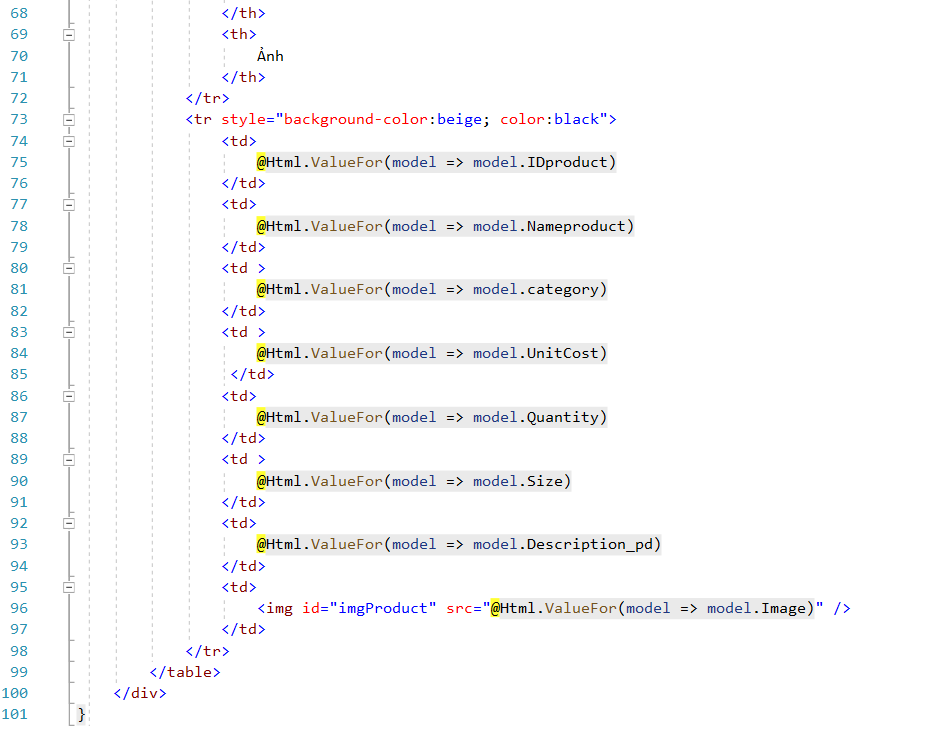 68 </th>
69 <th>
70 Ảnh
71 </th>
72 </tr>
73 <tr style="background-color:beige; color:black">
74 <td>
75 @Html.ValueFor(model => model.IDproduct)
76 </td>
77 <td>
78 @Html.ValueFor(model => model.Nameproduct)
79 </td>
80 <td >
81 @Html.ValueFor(model => model.category)
82 </td>
83 <td >
84 @Html.ValueFor(model => model.UnitCost)
85 </td>
86 <td>
87 @Html.ValueFor(model => model.Quantity)
88 </td>
89 <td >
90 @Html.ValueFor(model => model.Size)
91 </td>
92 <td>
93 @Html.ValueFor(model => model.Description_pd)
94 </td>
95 <td>
96 <img id="imgProduct" src="@Html.ValueFor(model => model.Image)" />
97 </td>
98 </tr>
99 </table>
100 </div>
101 }